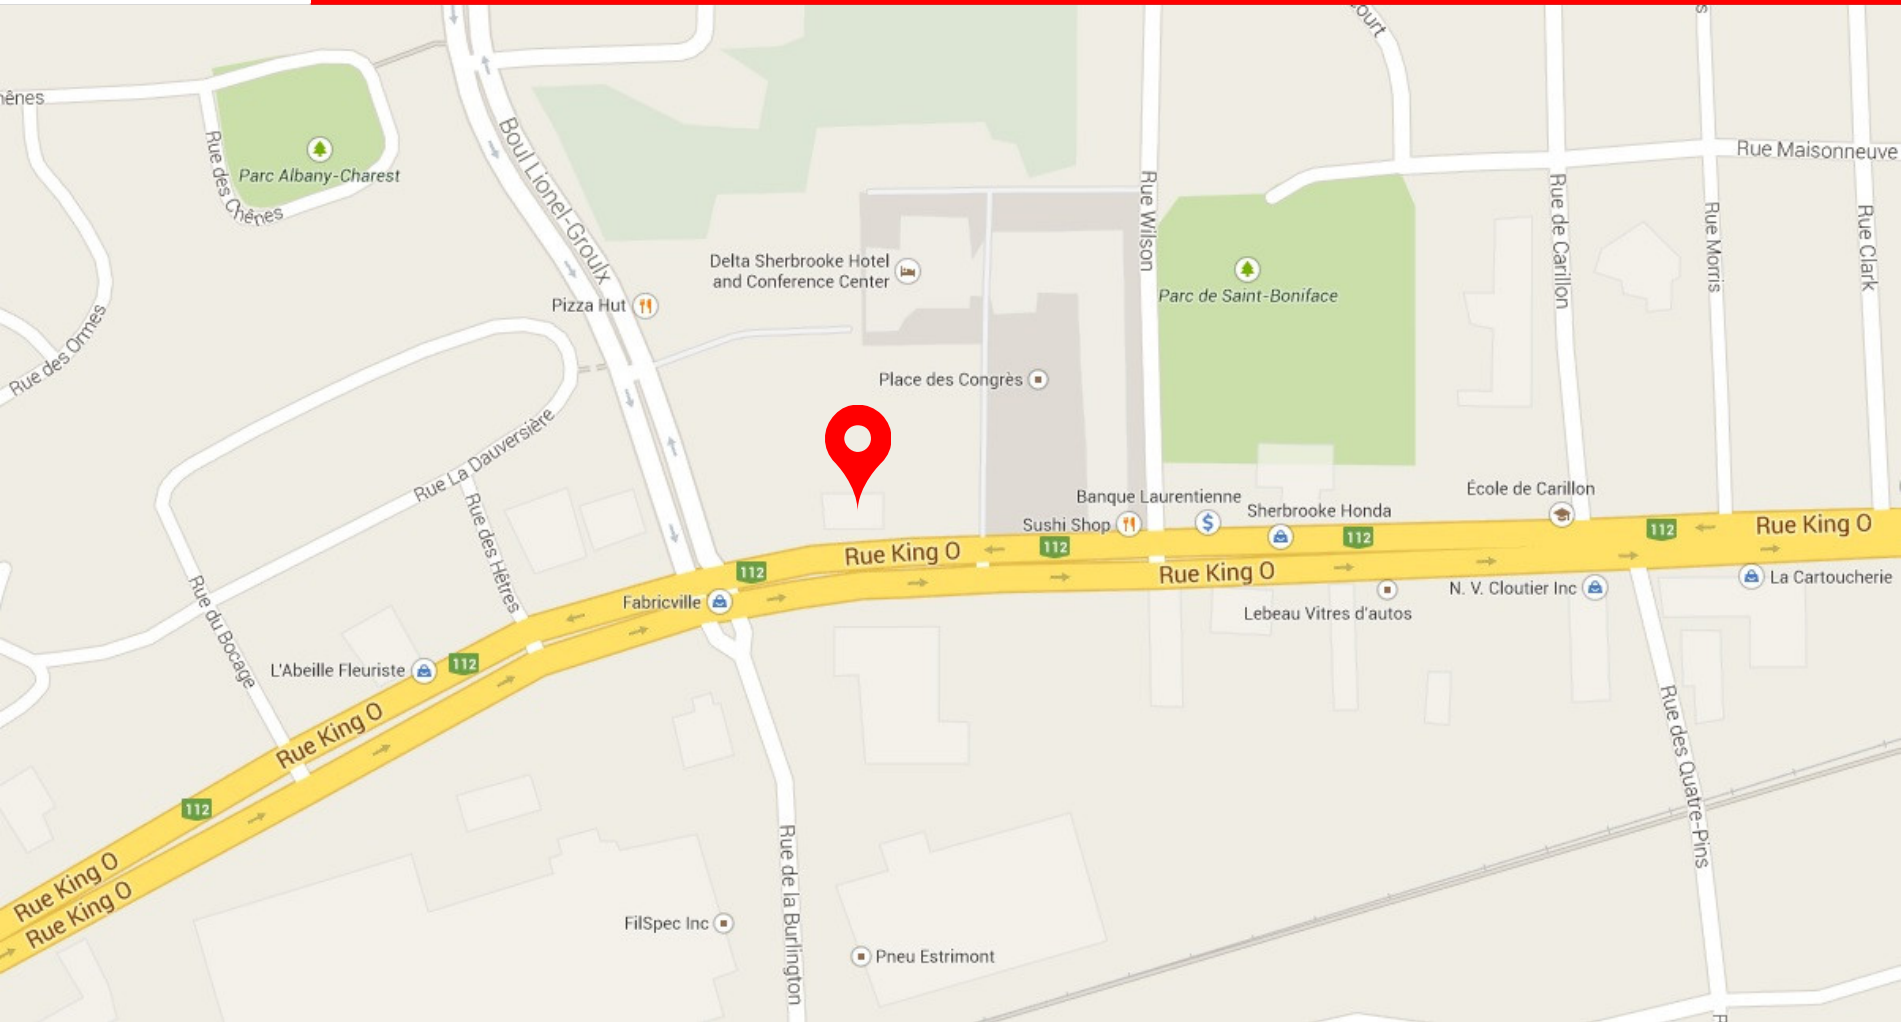 ourt
Rue Maisonneuve
Rue des Chênes
Parc Albany-Charest
Chênes
Boul Lionel-Groulx
Rue Wilson
Rue de Carillon
Rue Morris
Rue Clark
Delta Sherbrooke Hotel
and Conference Center
Pizza Hut
Parc de Saint-Boniface
Rue des Ormes
Place des Congrès
Rue La Dauversière
Rue des Hêtres
Banque Laurentienne
Sushi Shop
Sherbrooke Honda
École de Carillon
Rue King O
112
112
112
Rue King O
112
Rue King O
112
Fabricville
Lebeau Vitres d'autos
N. V. Cloutier Inc
La Cartoucherie
Rue du Bocage
L'Abeille Fleuriste
112
Rue King O
Rue des Quatre-Pins
112
Rue King O
Rue King O
Rue de la Burlington
FilSpec Inc
Pneu Estrimont